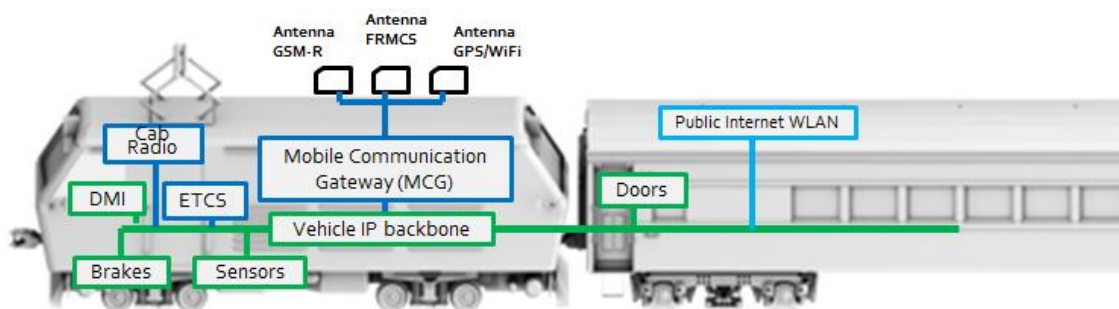 Antenna
GSM-R
Antenna
FRMCS
Antenna
GPS/WiFi
Cab
Radio
Mobile Communication
Gateway (MCG)
Public Internet WLAN
DMI
ETCS
Doors
Vehicle IP backbone
Brakes
Sensors